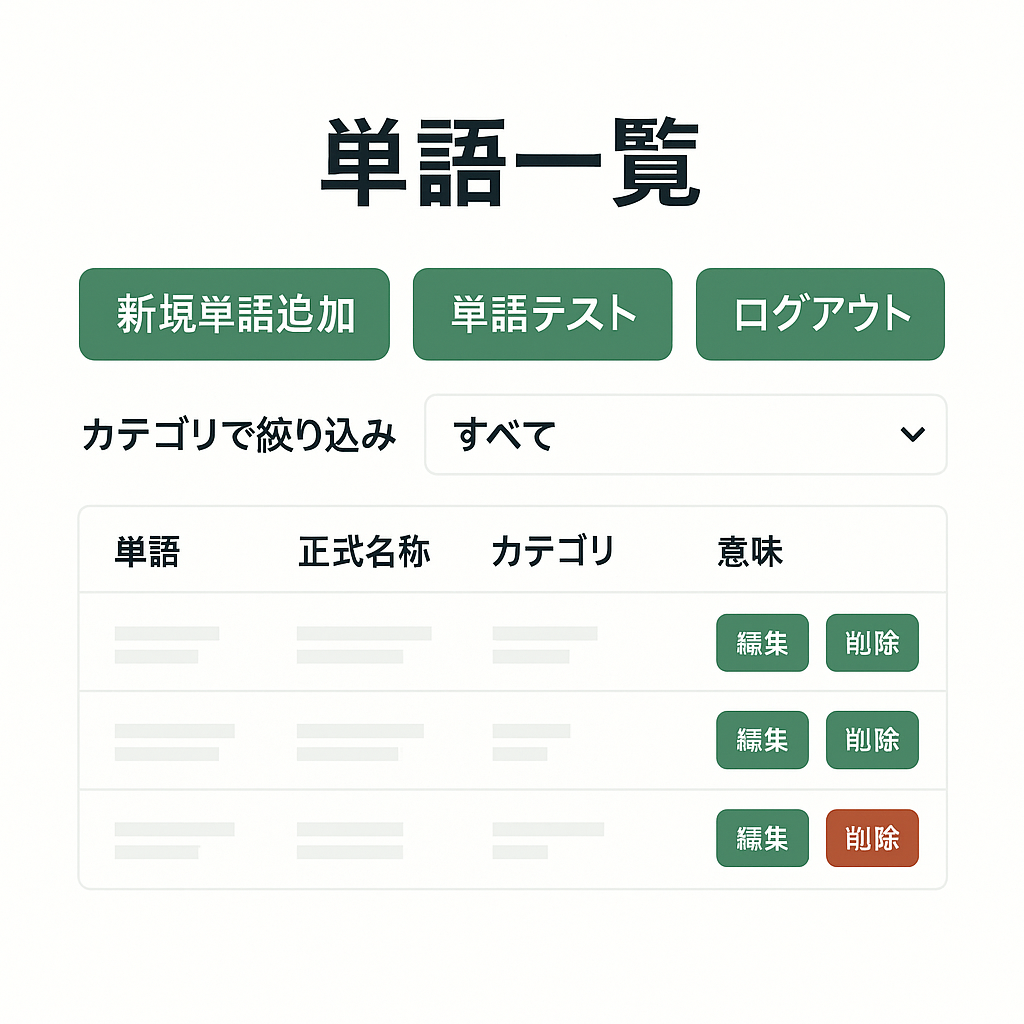 単語一覧
新規単語追加 単語テスト ログアウト
カテゴリで絞り込み すべて
単語 正式名称 カテゴリ 意味
編集 削除
編集 削除
編集 削除